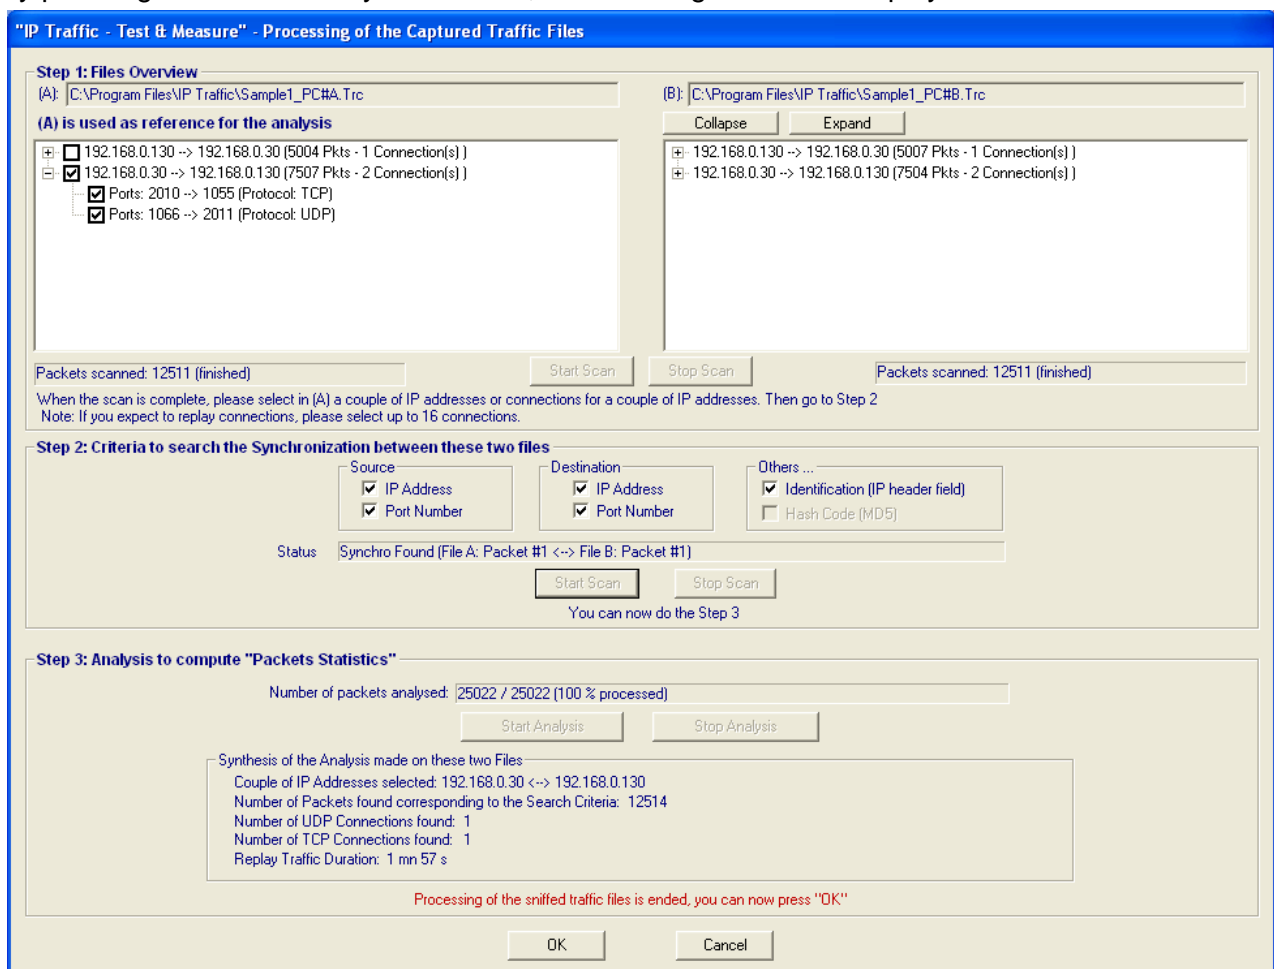 "IP Traffic - Test & Measure" - Processing of the Captured Traffic Files
Step 1: Files Overview
(A): C:\Program Files\IP Traffic\Sample1_PC#A.Trc
(B): C:\Program Files\IP Traffic\Sample1_PC#B.Trc
(A) is used as reference for the analysis
Collapse Expand
192.168.0.130 --> 192.168.0.30 (5004 Pkts - 1 Connection(s) )
192.168.0.30 --> 192.168.0.130 (7507 Pkts - 2 Connection(s) )
Ports: 2010 --> 1055 (Protocol: TCP)
Ports: 1066 --> 2011 (Protocol: UDP)
192.168.0.130 --> 192.168.0.30 (5007 Pkts - 1 Connection(s) )
192.168.0.30 --> 192.168.0.130 (7504 Pkts - 2 Connection(s) )
Packets scanned: 12511 (finished)
Start Scan Stop Scan
Packets scanned: 12511 (finished)
When the scan is complete, please select in (A) a couple of IP addresses or connections for a couple of IP addresses. Then go to Step 2
Note: If you expect to replay connections, please select up to 16 connections.
Step 2: Criteria to search the Synchronization between these two files
Source
IP Address
Port Number
Destination
IP Address
Port Number
Others ...
Identification (IP header field)
Hash Code (MD5)
Status Synchro Found (File A: Packet #1 <--> File B: Packet #1)
Start Scan Stop Scan
You can now do the Step 3
Step 3: Analysis to compute "Packets Statistics"
Number of packets analysed: 25022 / 25022 (100 % processed)
Start Analysis Stop Analysis
Synthesis of the Analysis made on these two Files
Couple of IP Addresses selected: 192.168.0.30 <--> 192.168.0.130
Number of Packets found corresponding to the Search Criteria: 12514
Number of UDP Connections found: 1
Number of TCP Connections found: 1
Replay Traffic Duration: 1 mn 57 s
Processing of the sniffed traffic files is ended, you can now press "OK"
OK Cancel